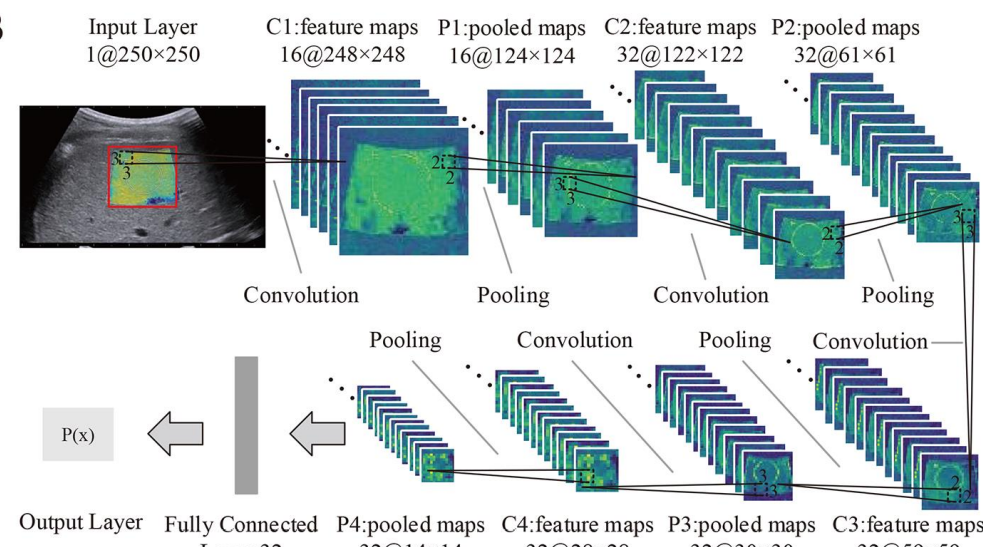 Input Layer
1@250×250
C1:feature maps
16@248×248
P1:pooled maps
16@124×124
C2:feature maps
32@122×122
P2:pooled maps
32@61×61
3
3
2
2
3
3
2
2
3
3
Convolution
Pooling
Convolution
Pooling
Pooling
Convolution
Pooling
Convolution
P(x)
3
3
2
2
Output Layer
Fully Connected
P4:pooled maps
C4:feature maps
P3:pooled maps
C3:feature maps